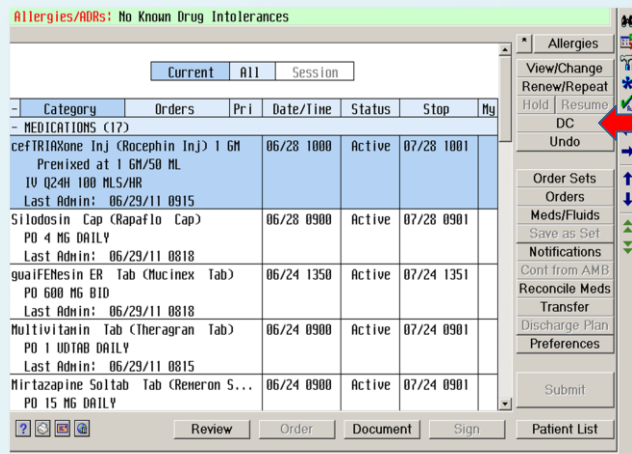 Allergies/ADRs: No Known Drug Intolerances
Current All Session
- Category Orders Pri Date/Time Status Stop My
- MEDICATIONS (17)
cefTRIAXone Inj (Rocephin Inj) 1 GM 06/28 1000 Active 07/28 1001
Premixed at 1 GM/50 ML
IV Q24H 100 MLS/HR
Last Admin: 06/29/11 0915
Silodosin Cap (Rapaflo Cap) 06/28 0900 Active 07/28 0901
PO 4 MG DAILY
Last Admin: 06/29/11 0818
guaiFENesin ER Tab (Mucinex Tab) 06/24 1350 Active 07/24 1351
PO 600 MG BID
Last Admin: 06/29/11 0818
Multivitamin Tab (Theragran Tab) 06/24 0900 Active 07/24 0901
PO 1 UDTAB DAILY
Last Admin: 06/29/11 0815
Mirtazapine Soltab Tab (Remeron S... 06/24 0900 Active 07/24 0901
PO 15 MG DAILY
* Allergies
View/Change
Renew/Repeat
Hold Resume
DC
Undo
Order Sets
Orders
Meds/Fluids
Save as Set
Notifications
Conf from AMB
Reconcile Meds
Transfer
Discharge Plan
Preferences
Submit
? Review Order Document Sign Patient List